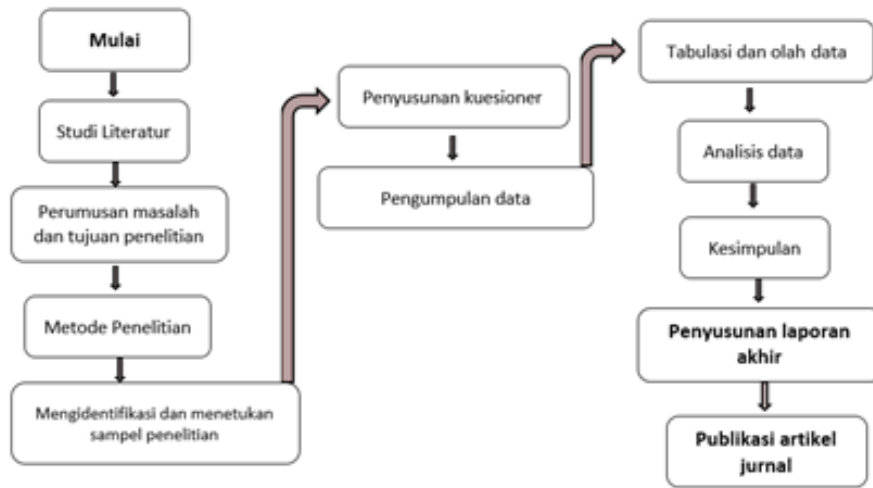 Mulai
Studi Literatur
Perumusan masalah
dan tujuan penelitian
Metode Penelitian
Mengidentifikasi dan menetukan
sampel penelitian
Penyusunan kuesioner
Pengumpulan data
Tabulasi dan olah data
Analisis data
Kesimpulan
Penyusunan laporan
akhir
Publikasi artikel
jurnal